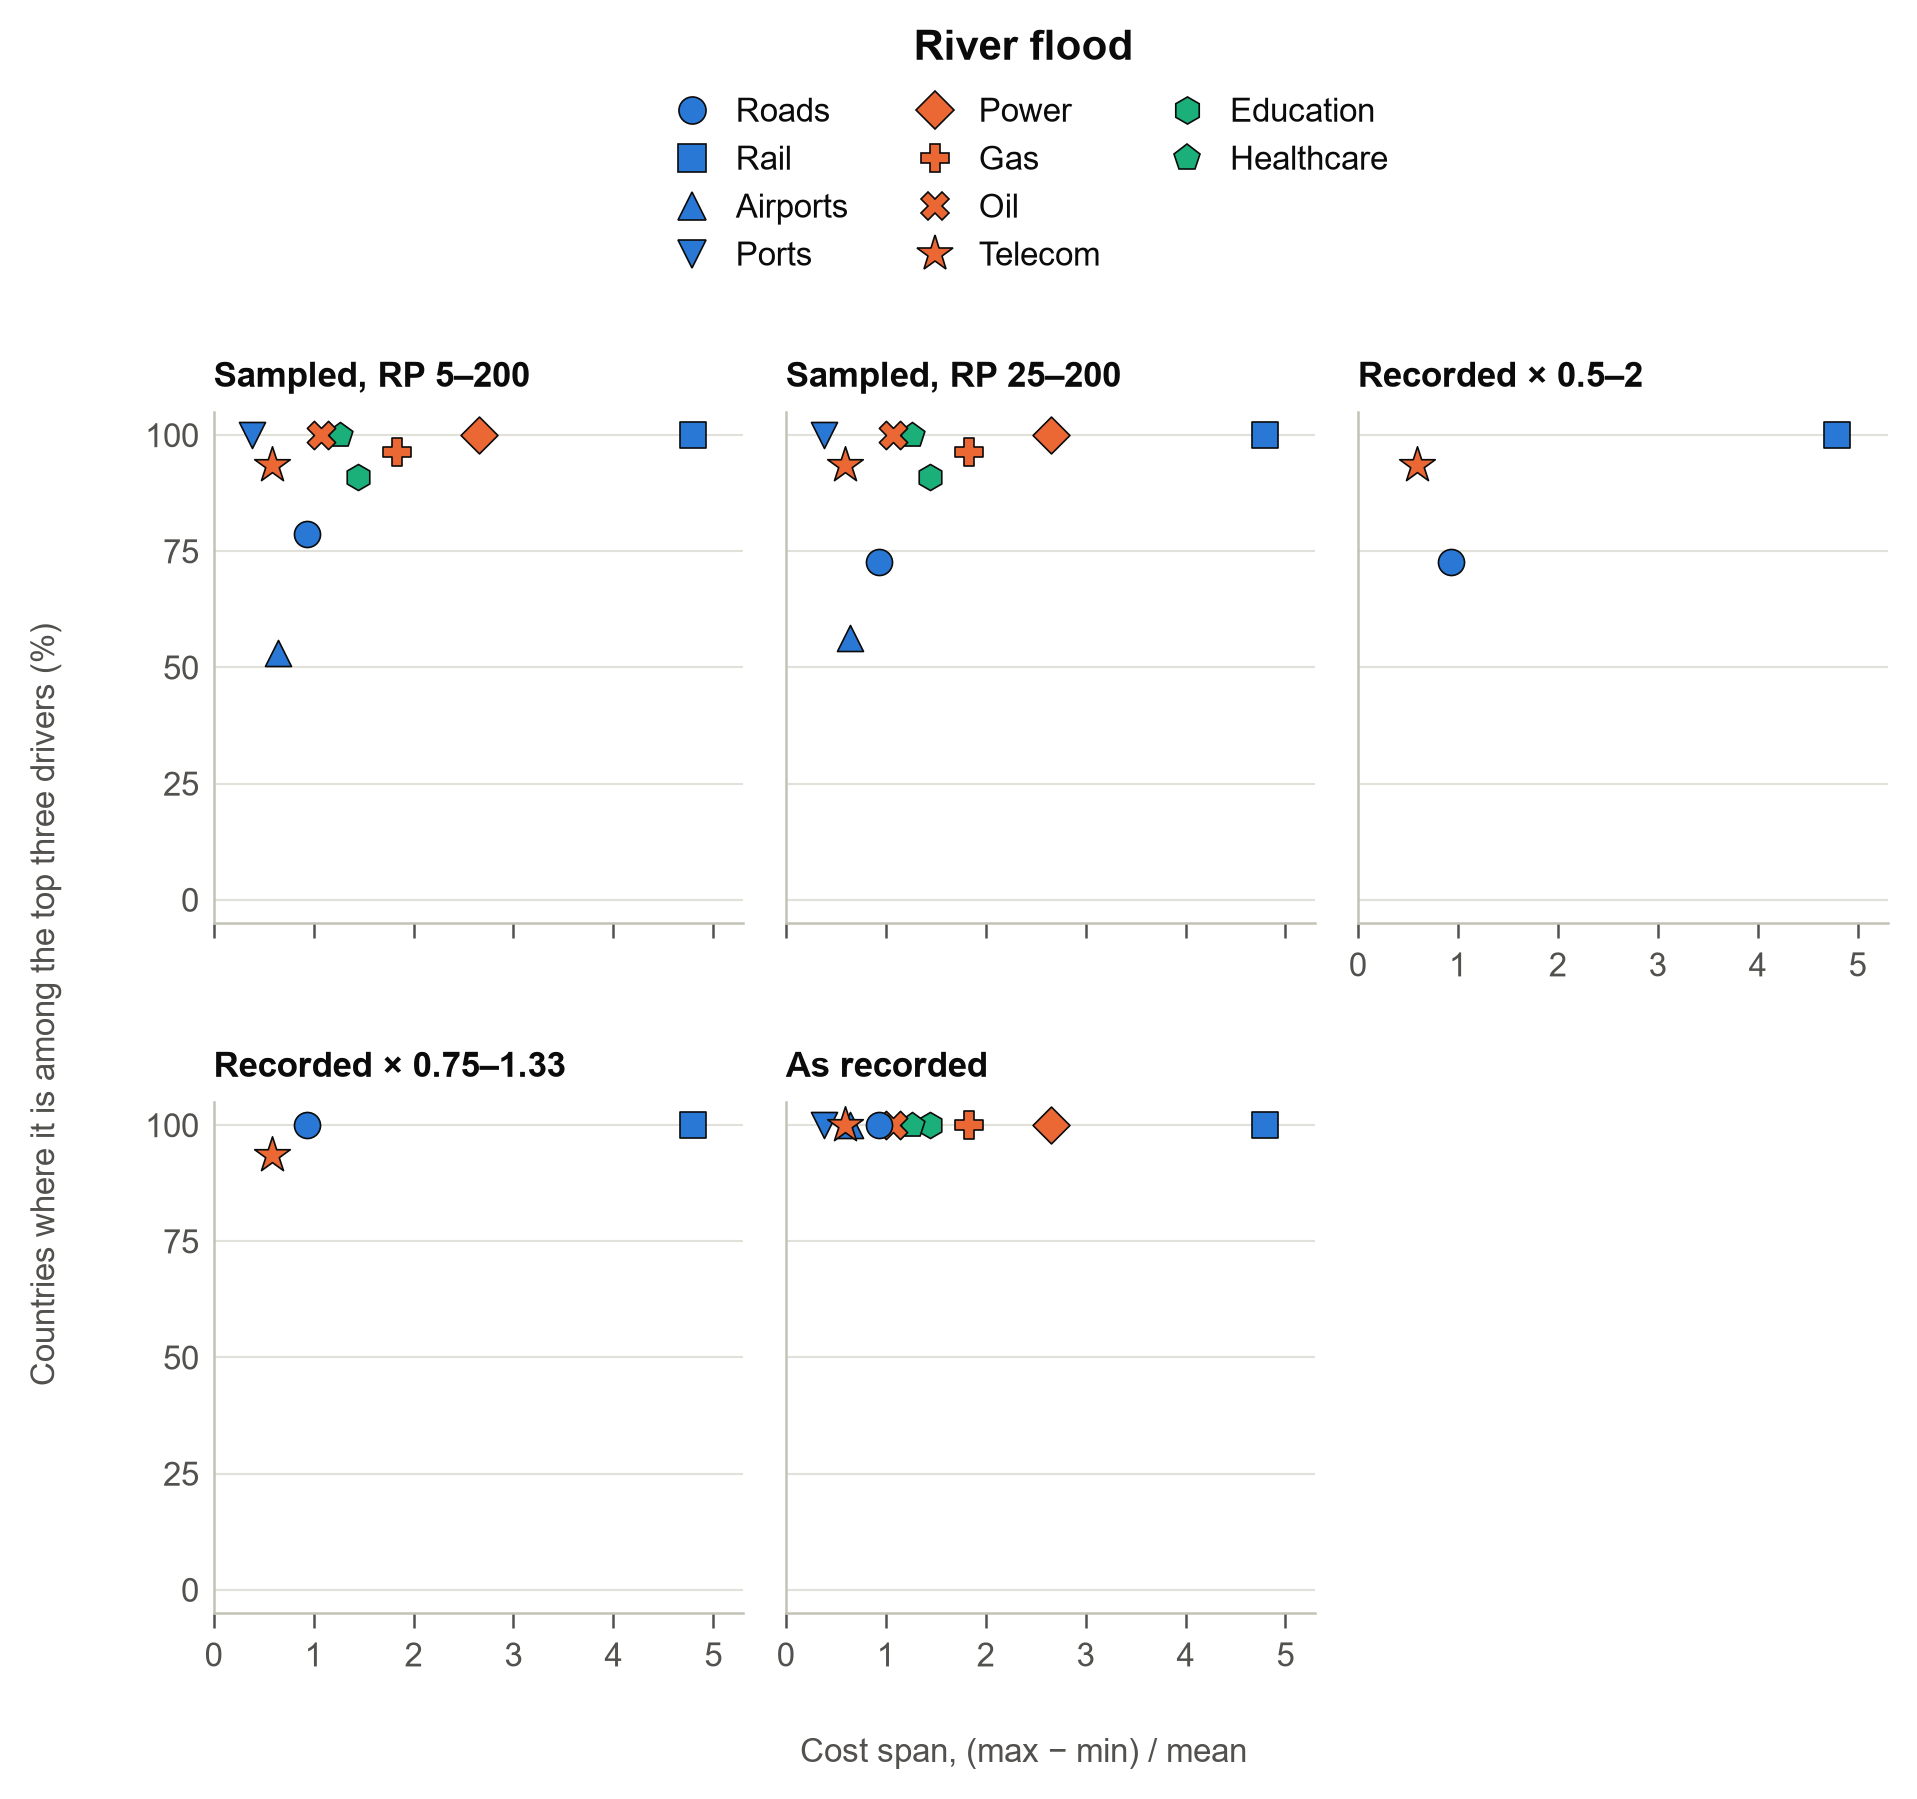 River flood
Roads
Rail
Airports
Ports
Power
Gas
Oil
Telecom
Education
Healthcare
Sampled, RP 5–200
Sampled, RP 25–200
Recorded × 0.5–2
100
75
50
25
0
0 1 2 3 4 5
Countries where it is among the top three drivers (%)
Recorded × 0.75–1.33
As recorded
100
75
50
25
0
0 1 2 3 4 5
0 1 2 3 4 5
Cost span, (max − min) / mean